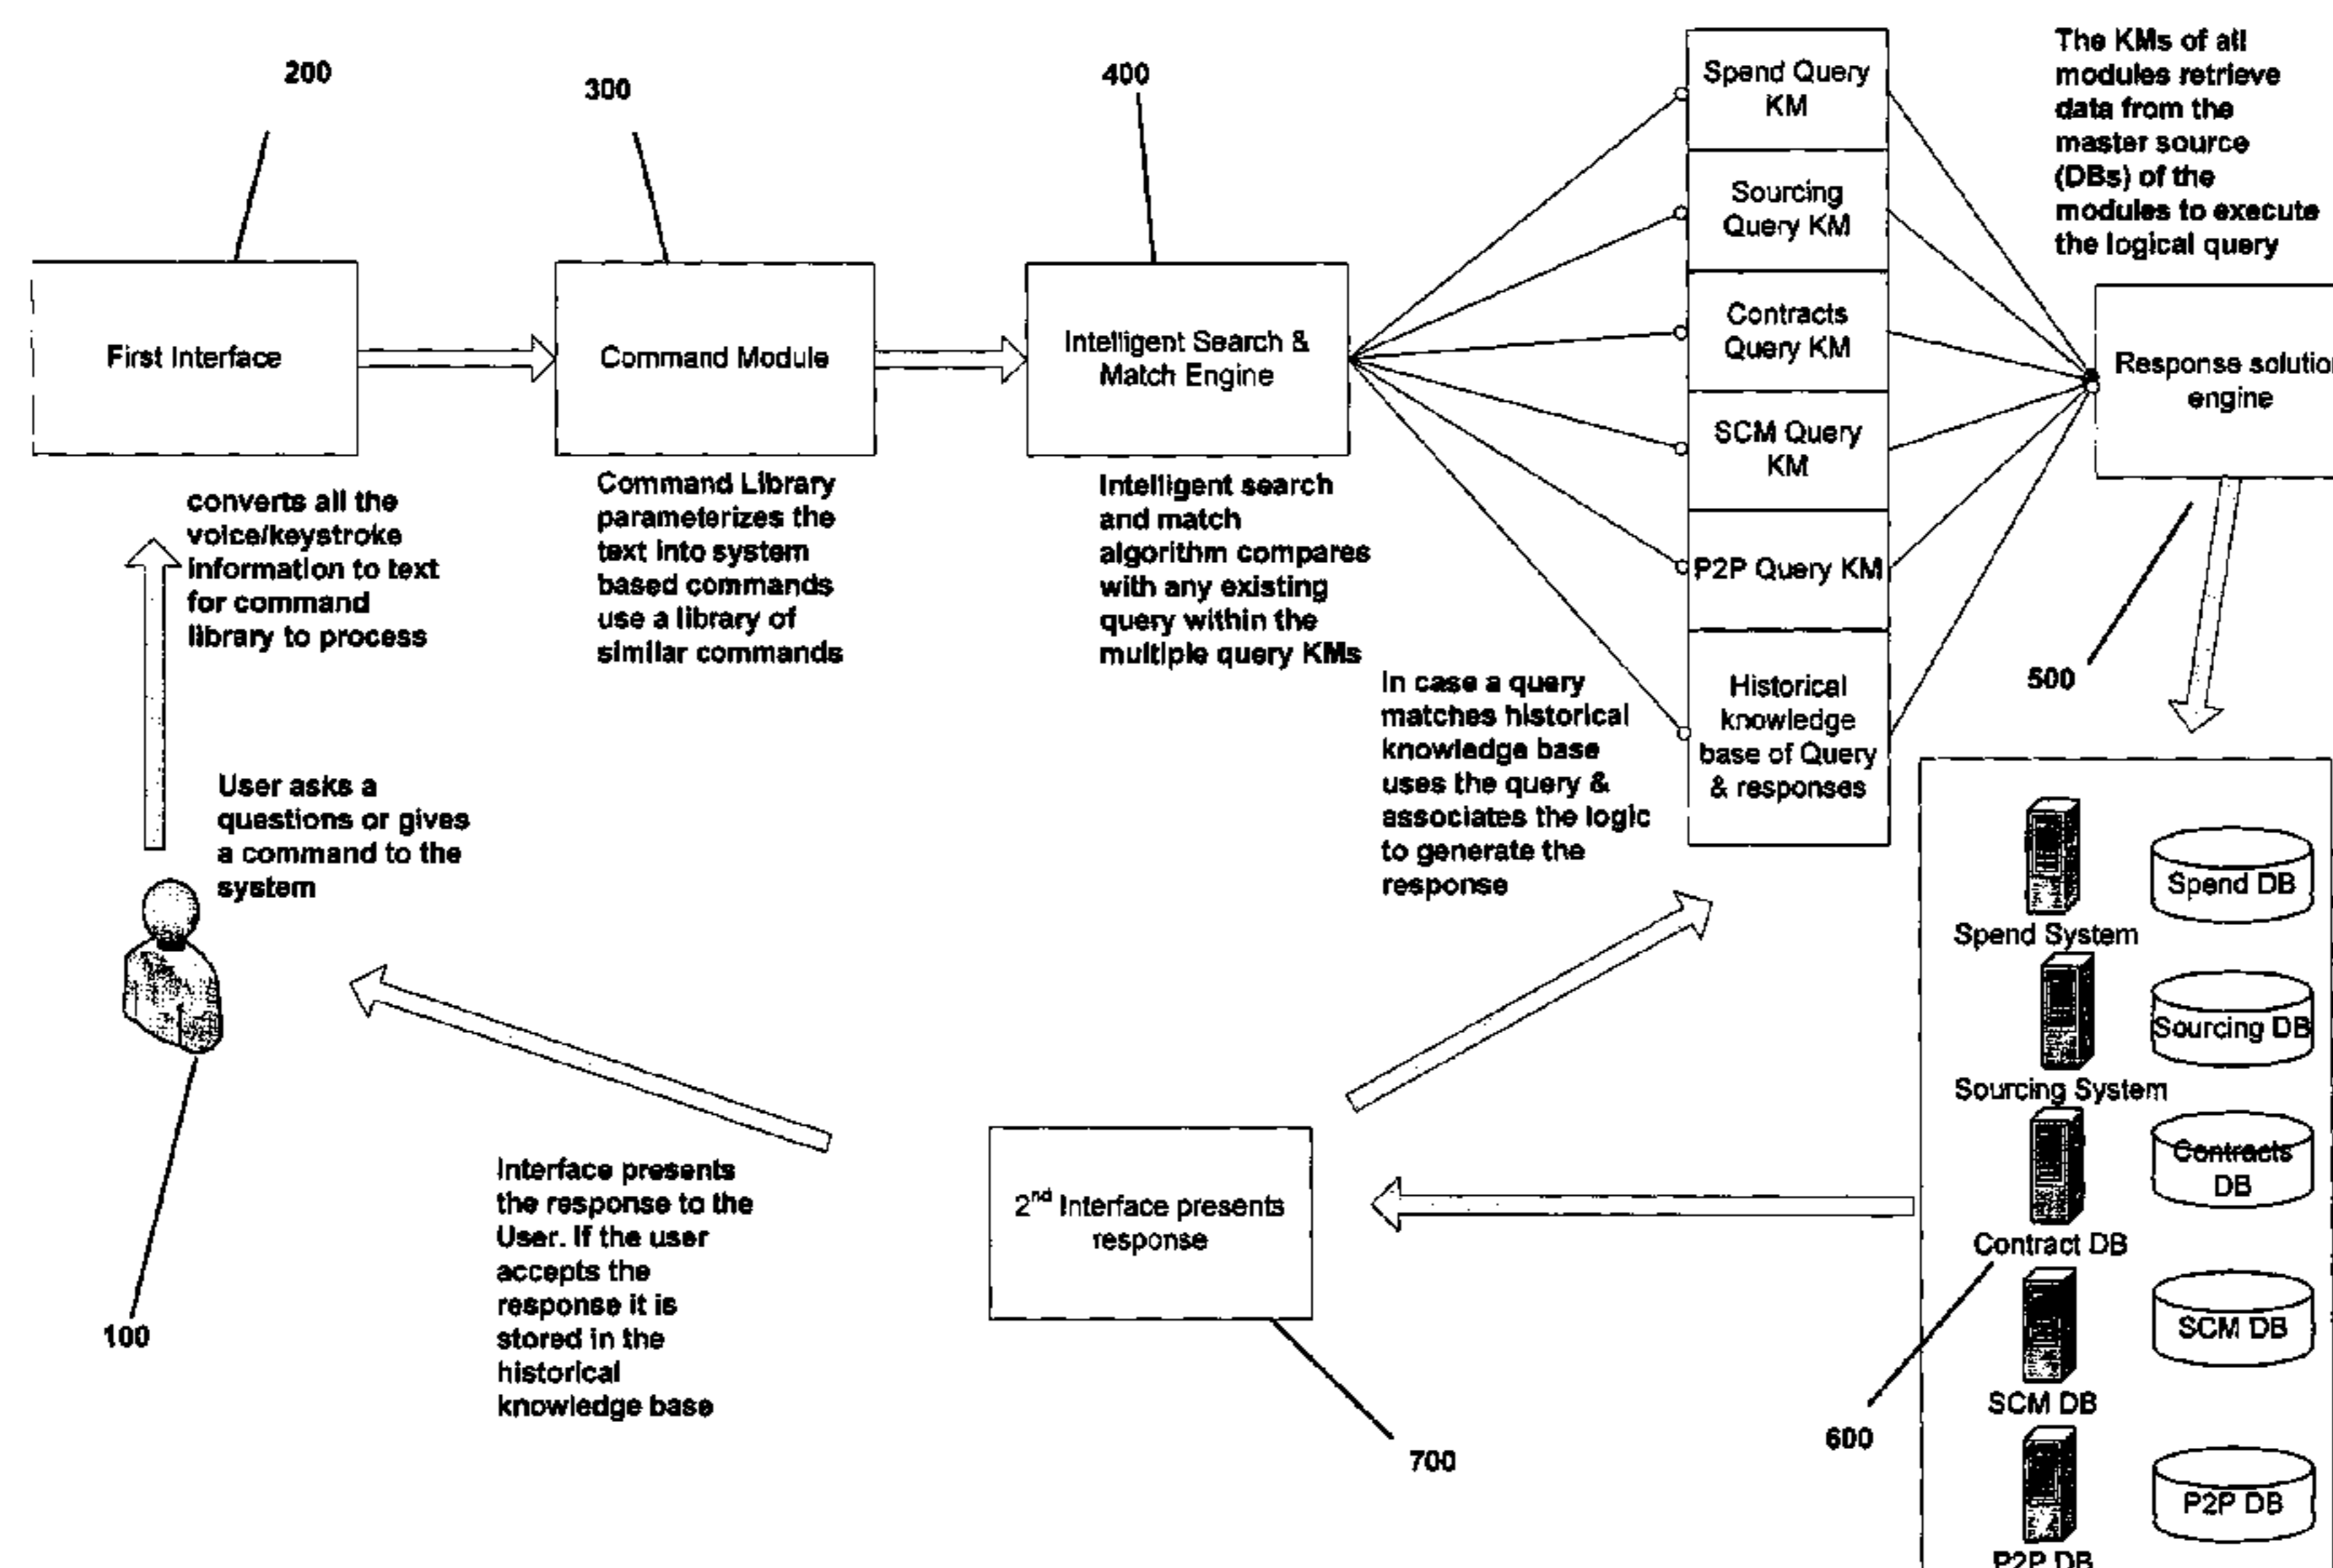 200
300
400
Spend Query
KM
Sourcing
Query KM
Contracts
Query KM
SCM Query
KM
P2P Query KM
Historical
knowledge
base of Query
& responses
The KMs of all
modules retrieve
data from the
master source
(DBs) of the
modules to execute
the logical query
First Interface
Command Module
Intelligent Search &
Match Engine
Response solution
engine
converts all the
voice/keystroke
information to text
for command
library to process
Command Library
parameterizes the
text into system
based commands
use a library of
similar commands
Intelligent search
and match
algorithm compares
with any existing
query within the
multiple query KMs
In case a query
matches historical
knowledge base
uses the query &
associates the logic
to generate the
response
500
User asks a
questions or gives
a command to the
system
Spend System
Spend DB
Sourcing System
Sourcing DB
Contract DB
Contracts
DB
SCM DB
SCM DB
P2P DB
P2P DB
Interface presents
the response to the
User. If the user
accepts the
response it is
stored in the
historical
knowledge base
2nd Interface presents
response
100
600
700